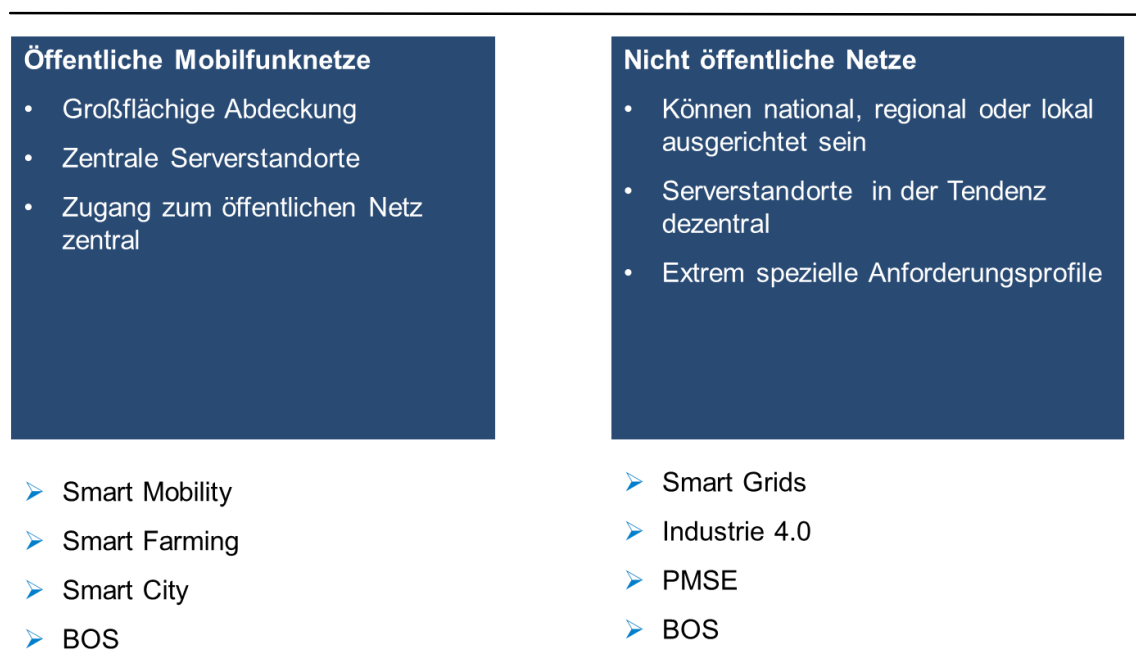 Öffentliche Mobilfunknetze
• Großflächige Abdeckung
• Zentrale Serverstandorte
• Zugang zum öffentlichen Netz
zentral
➢ Smart Mobility
➢ Smart Farming
➢ Smart City
➢ BOS
Nicht öffentliche Netze
• Können national, regional oder lokal
ausgerichtet sein
• Serverstandorte in der Tendenz
dezentral
• Extrem spezielle Anforderungsprofile
➢ Smart Grids
➢ Industrie 4.0
➢ PMSE
➢ BOS